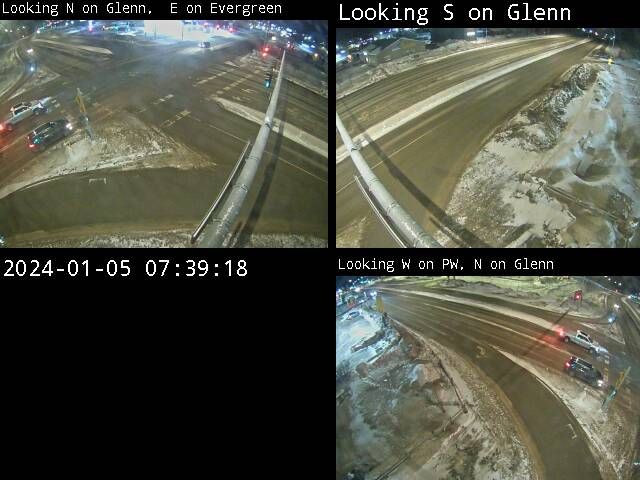 Looking N on Glenn,  E on Evergreen
Looking S on Glenn
2024-01-05 07:39:18
Looking W on PW, N on Glenn